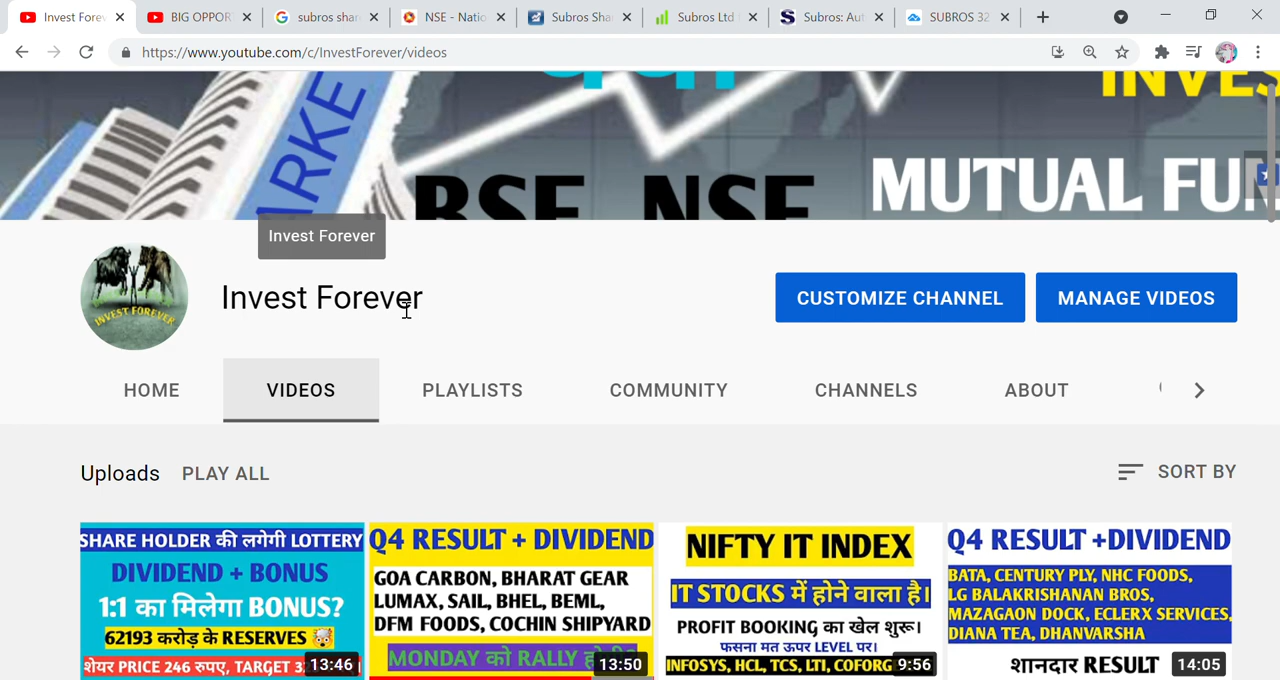 Invest Forev
BIG OPPOR
subros shar
NSE - Natio
Subros Sha
Subros Ltd
Subros: Aut
SUBROS 32
https://www.youtube.com/c/InvestForever/videos
MARKE
BSE NSE
INVES
MUTUAL FU
Invest Forever
INVEST FOREVER
Invest Forever
CUSTOMIZE CHANNEL
MANAGE VIDEOS
HOME
VIDEOS
PLAYLISTS
COMMUNITY
CHANNELS
ABOUT
Uploads
PLAY ALL
SORT BY
SHARE HOLDER की लगेगी LOTTERY
DIVIDEND + BONUS
1:1 का मिलेगा BONUS?
62193 करोड़ के RESERVES
शेयर PRICE 246 रुपए, TARGET 3
13:46
Q4 RESULT + DIVIDEND
GOA CARBON, BHARAT GEAR
LUMAX, SAIL, BHEL, BEML,
DFM FOODS, COCHIN SHIPYARD
MONDAY को RALLY
13:50
NIFTY IT INDEX
IT STOCKS में होने वाला है।
PROFIT BOOKING का खेल शुरू।
फसना मत ऊपर LEVEL पर।
INFOSYS, HCL, TCS, LTI, COFORG
9:56
Q4 RESULT +DIVIDEND
BATA, CENTURY PLY, NHC FOODS,
LG BALAKRISHANAN BROS,
MAZAGAON DOCK, ECLERX SERVICES,
DIANA TEA, DHANVARSHA
शानदार RESULT
14:05